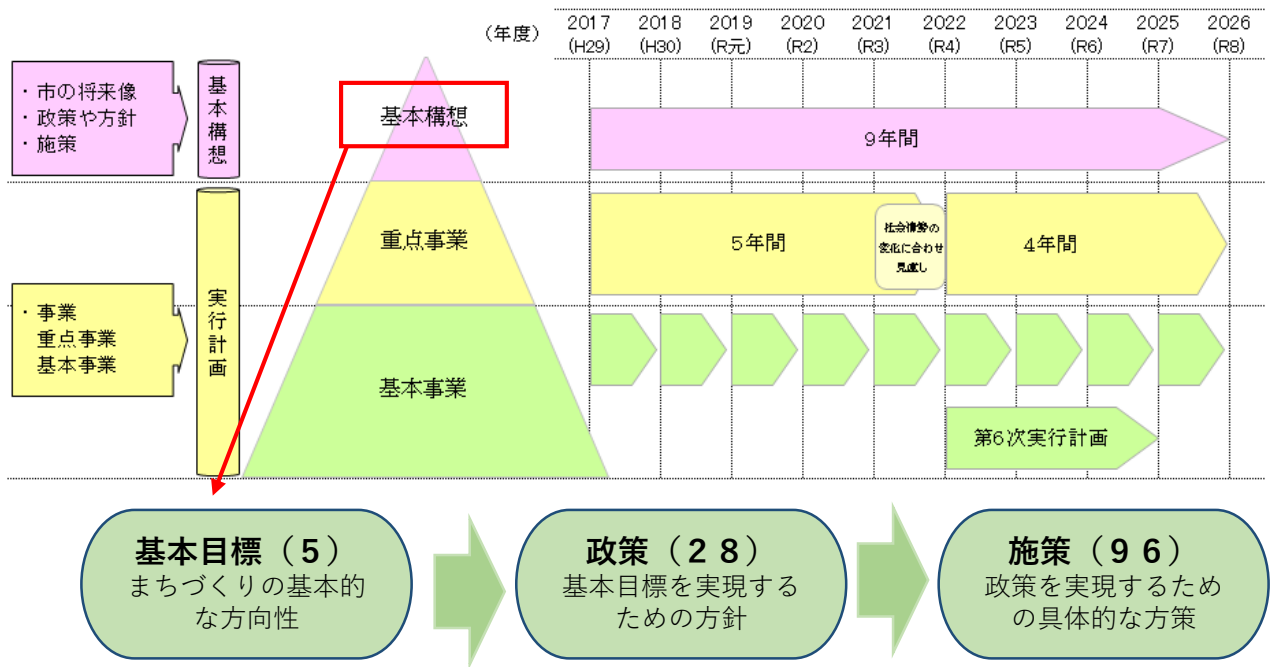 (年度)
2017 2018 2019 2020 2021 2022 2023 2024 2025 2026
(H29) (H30) (R元) (R2) (R3) (R4) (R5) (R6) (R7) (R8)
・市の将来像
・政策や方針
・施策
基本構想
基本構想
9年間
重点事業
5年間
社会情勢の
変化に合わせ
見直し
4年間
・事業
重点事業
基本事業
実行計画
基本事業
第6次実行計画
基本目標(5)
まちづくりの基本的
な方向性
政策(28)
基本目標を実現する
ための方針
施策(96)
政策を実現するため
の具体的な方策